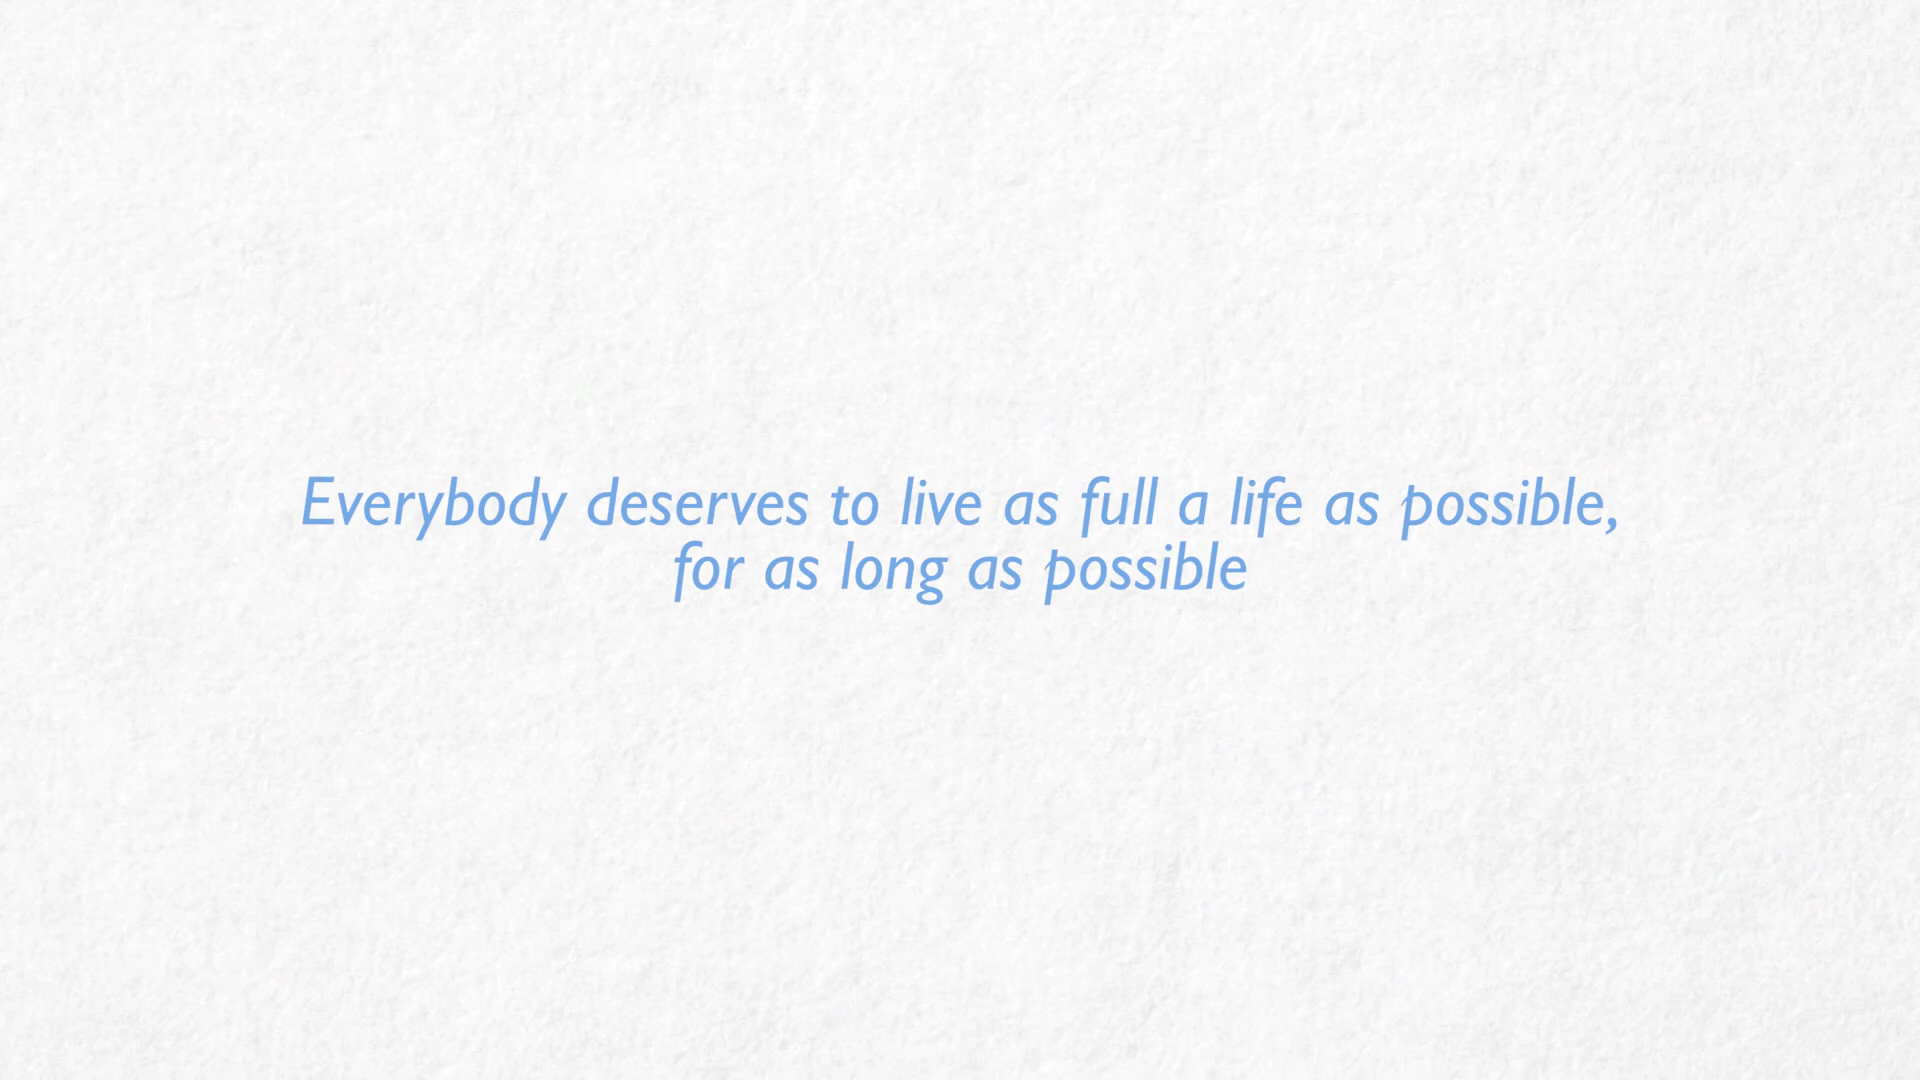 Everybody deserves to live as full a life as possible,
for as long as possible